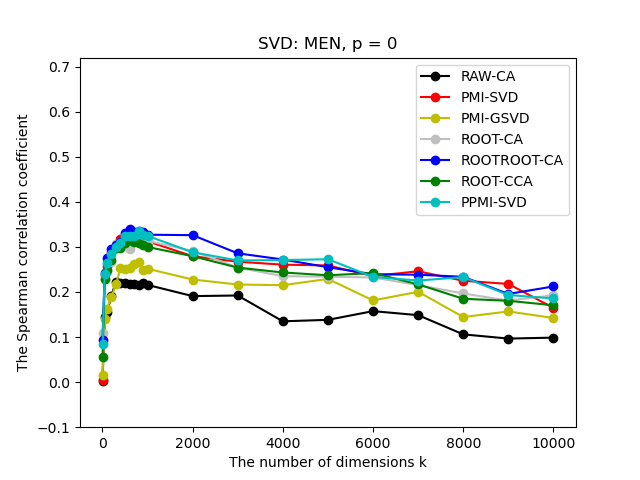 SVD: MEN, p = 0
The Spearman correlation coefficient
0.7
0.6
0.5
0.4
0.3
0.2
0.1
0.0
−0.1
RAW-CA
PMI-SVD
PMI-GSVD
ROOT-CA
ROOTROOT-CA
ROOT-CCA
PPMI-SVD
0 2000 4000 6000 8000 10000
The number of dimensions k